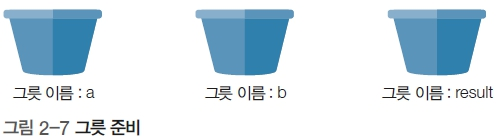 그릇 이름 : a 그릇 이름 : b 그릇 이름 : result
그림 2-7 그릇 준비